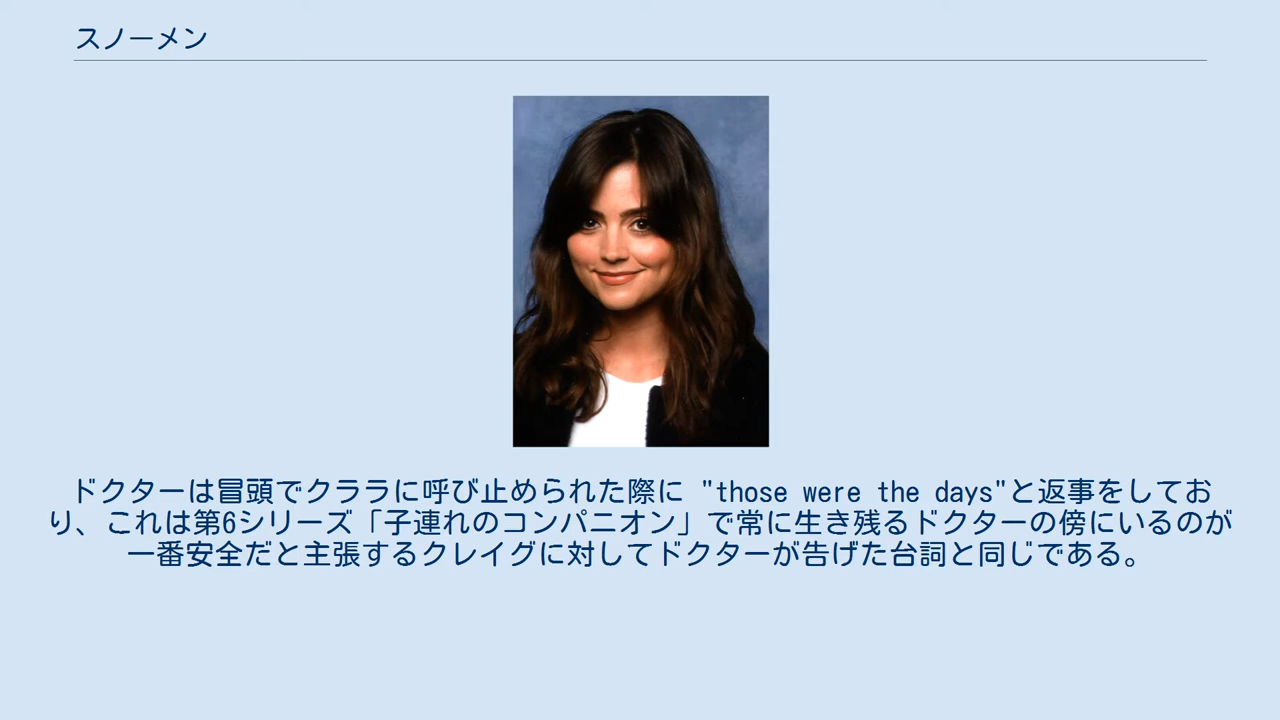 スノーメン
ドクターは冒頭でクララに呼び止められた際に "those were the days"と返事をしてお
り、これは第6シリーズ「子連れのコンパニオン」で常に生き残るドクターの傍にいるのが
一番安全だと主張するクレイグに対してドクターが告げた台詞と同じである。